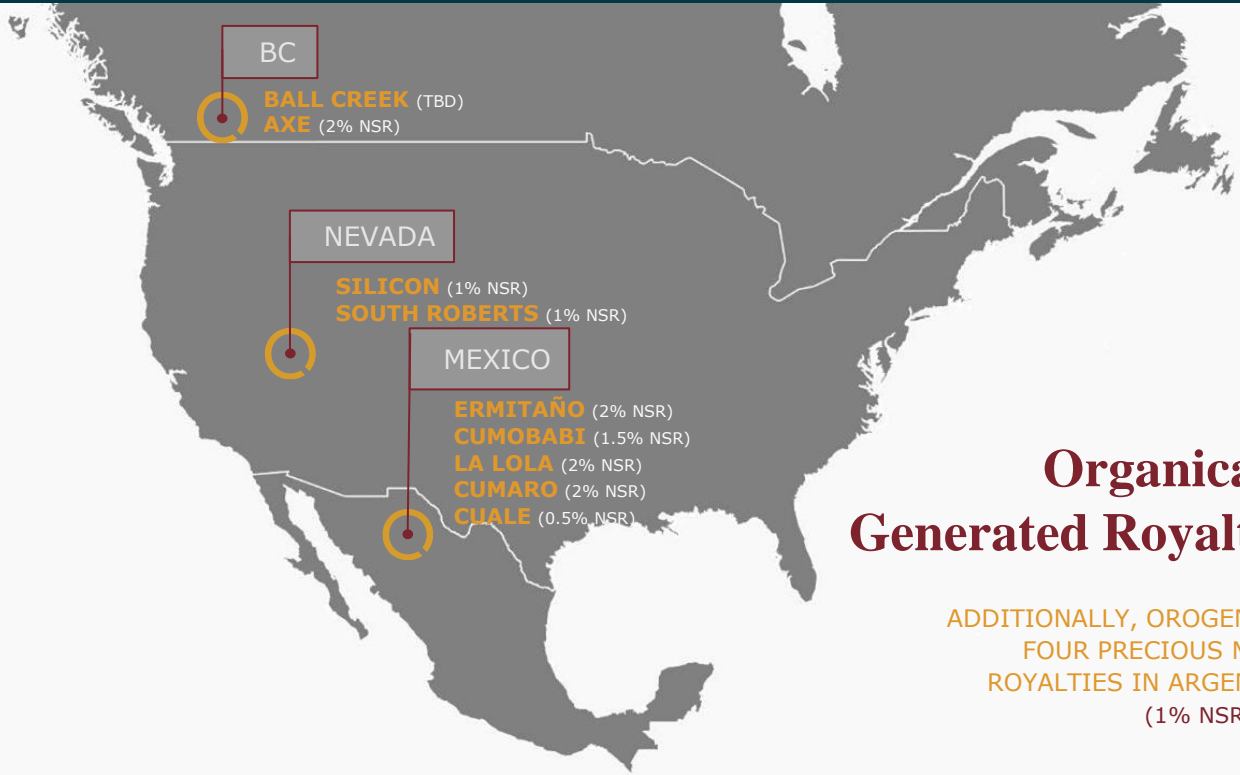 BC
BALL CREEK (TBD)
AXE (2% NSR)
NEVADA
SILICON (1% NSR)
SOUTH ROBERTS (1% NSR)
MEXICO
ERMITAÑO (2% NSR)
CUMOBABI (1.5% NSR)
LA LOLA (2% NSR)
CUMARO (2% NSR)
CUALE (0.5% NSR)
Organica
Generated Royalt
ADDITIONALLY, OROGEN
FOUR PRECIOUS
ROYALTIES IN ARGEN
(1% NSR